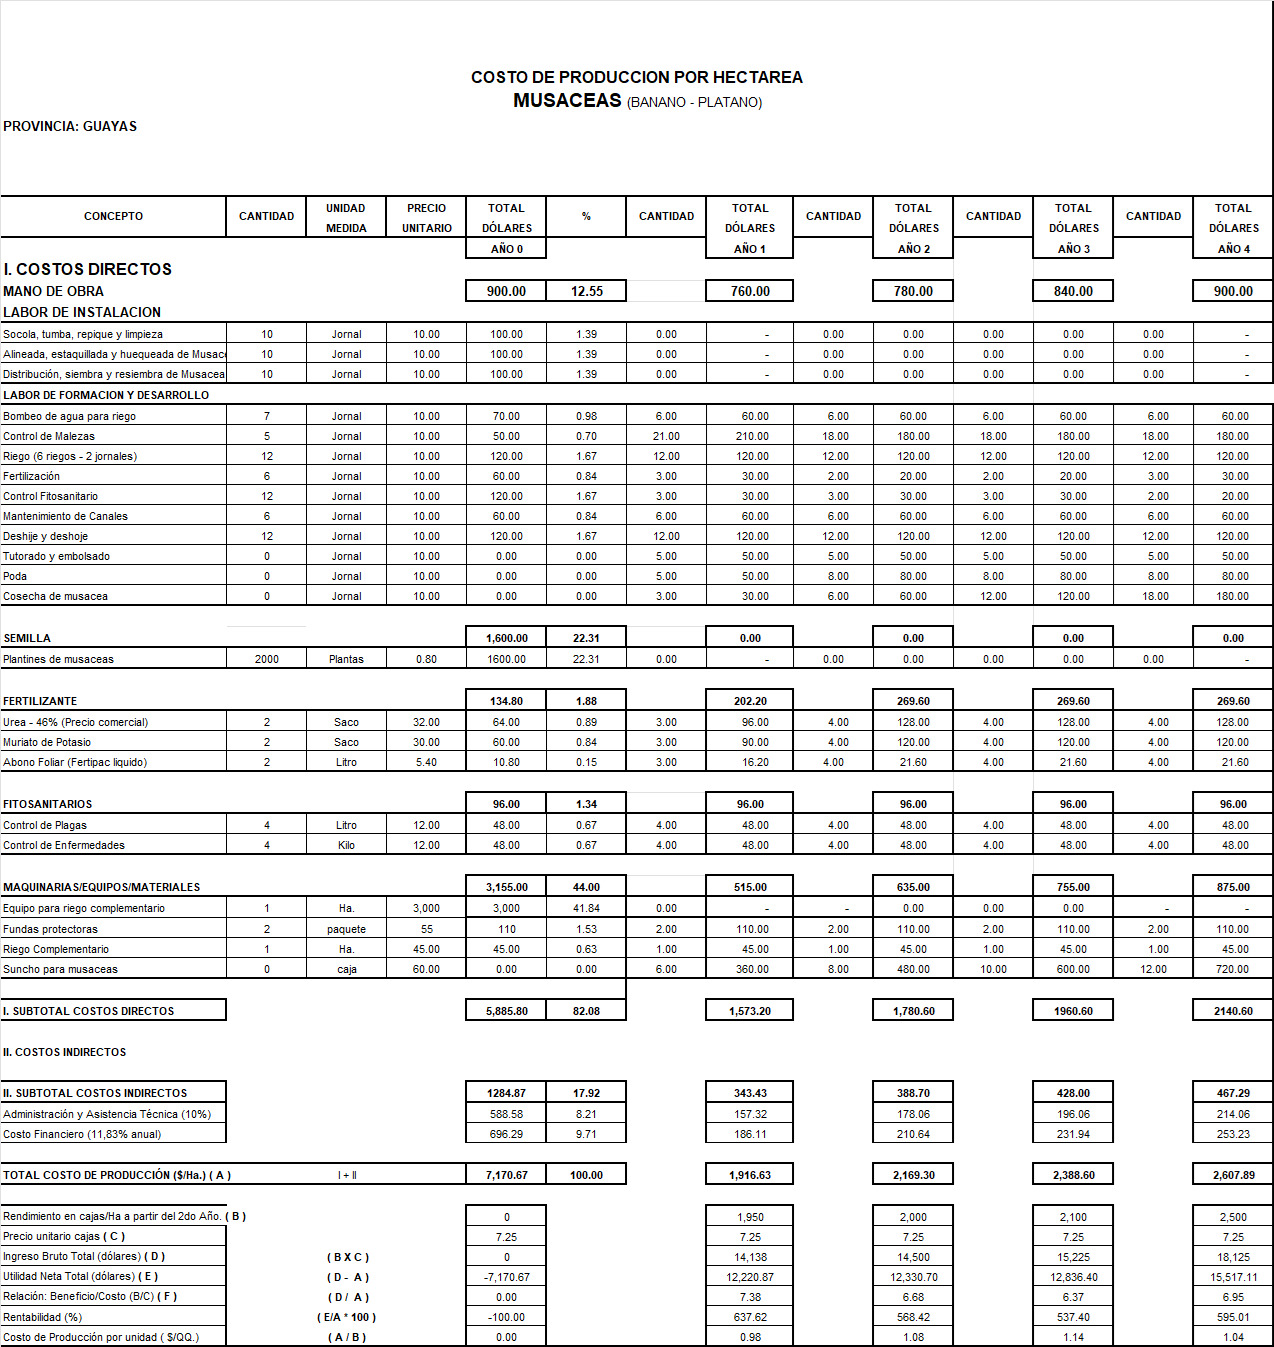 COSTO DE PRODUCCION POR HECTAREA
MUSACEAS (BANANO - PLATANO)
PROVINCIA: GUAYAS
CONCEPTO CANTIDAD UNIDAD MEDIDA PRECIO UNITARIO TOTAL DÓLARES % CANTIDAD TOTAL DÓLARES CANTIDAD TOTAL DÓLARES CANTIDAD TOTAL DÓLARES CANTIDAD TOTAL DÓLARES
AÑO 0 AÑO 1 AÑO 2 AÑO 3 AÑO 4
I. COSTOS DIRECTOS
MANO DE OBRA 900.00 12.55 760.00 780.00 840.00 900.00
LABOR DE INSTALACION
Socola, tumba, repique y limpieza 10 Jornal 10.00 100.00 1.39 0.00 - 0.00 0.00 0.00 0.00 0.00 -
Alineada, estaquillada y huequeada de Musac 10 Jornal 10.00 100.00 1.39 0.00 - 0.00 0.00 0.00 0.00 0.00 -
Distribución, siembra y resiembra de Musacea 10 Jornal 10.00 100.00 1.39 0.00 - 0.00 0.00 0.00 0.00 0.00 -
LABOR DE FORMACION Y DESARROLLO
Bombeo de agua para riego 7 Jornal 10.00 70.00 0.98 6.00 60.00 6.00 60.00 6.00 60.00 6.00 60.00
Control de Malezas 5 Jornal 10.00 50.00 0.70 21.00 210.00 18.00 180.00 18.00 180.00 18.00 180.00
Riego (6 riegos - 2 jornales) 12 Jornal 10.00 120.00 1.67 12.00 120.00 12.00 120.00 12.00 120.00 12.00 120.00
Fertilización 6 Jornal 10.00 60.00 0.84 3.00 30.00 2.00 20.00 2.00 20.00 3.00 30.00
Control Fitosanitario 12 Jornal 10.00 120.00 1.67 3.00 30.00 3.00 30.00 3.00 30.00 2.00 20.00
Mantenimiento de Canales 6 Jornal 10.00 60.00 0.84 6.00 60.00 6.00 60.00 6.00 60.00 6.00 60.00
Deshije y deshoje 12 Jornal 10.00 120.00 1.67 12.00 120.00 12.00 120.00 12.00 120.00 12.00 120.00
Tutorado y embolsado 0 Jornal 10.00 0.00 0.00 5.00 50.00 5.00 50.00 5.00 50.00 5.00 50.00
Poda 0 Jornal 10.00 0.00 0.00 5.00 50.00 8.00 80.00 8.00 80.00 8.00 80.00
Cosecha de musacea 0 Jornal 10.00 0.00 0.00 3.00 30.00 6.00 60.00 12.00 120.00 18.00 180.00
SEMILLA 1,600.00 22.31 0.00 0.00 0.00 0.00
Plantines de musaceas 2000 Plantas 0.80 1600.00 22.31 0.00 - 0.00 0.00 0.00 0.00 0.00 -
FERTILIZANTE 134.80 1.88 202.20 269.60 269.60 269.60
Urea - 46% (Precio comercial) 2 Saco 32.00 64.00 0.89 3.00 96.00 4.00 128.00 4.00 128.00 4.00 128.00
Muriato de Potasio 2 Saco 30.00 60.00 0.84 3.00 90.00 4.00 120.00 4.00 120.00 4.00 120.00
Abono Foliar (Fertipac liquido) 2 Litro 5.40 10.80 0.15 3.00 16.20 4.00 21.60 4.00 21.60 4.00 21.60
FITOSANITARIOS 96.00 1.34 96.00 96.00 96.00 96.00
Control de Plagas 4 Litro 12.00 48.00 0.67 4.00 48.00 4.00 48.00 4.00 48.00 4.00 48.00
Control de Enfermedades 4 Kilo 12.00 48.00 0.67 4.00 48.00 4.00 48.00 4.00 48.00 4.00 48.00
MAQUINARIAS/EQUIPOS/MATERIALES 3,155.00 44.00 515.00 635.00 755.00 875.00
Equipo para riego complementario 1 Ha. 3,000 3,000 41.84 0.00 - - 0.00 0.00 0.00 - -
Fundas protectoras 2 paquete 55 110 1.53 2.00 110.00 2.00 110.00 2.00 110.00 2.00 110.00
Riego Complementario 1 Ha. 45.00 45.00 0.63 1.00 45.00 1.00 45.00 1.00 45.00 1.00 45.00
Suncho para musaceas 0 caja 60.00 0.00 0.00 6.00 360.00 8.00 480.00 10.00 600.00 12.00 720.00
I. SUBTOTAL COSTOS DIRECTOS 5,885.80 82.08 1,573.20 1,780.60 1960.60 2140.60
II. COSTOS INDIRECTOS
II. SUBTOTAL COSTOS INDIRECTOS 1284.87 17.92 343.43 388.70 428.00 467.29
Administración y Asistencia Técnica (10%) 588.58 8.21 157.32 178.06 196.06 214.06
Costo Financiero (11,83% anual) 696.29 9.71 186.11 210.64 231.94 253.23
TOTAL COSTO DE PRODUCCIÓN ($/Ha.) ( A ) I + II 7,170.67 100.00 1,916.63 2,169.30 2,388.60 2,607.89
Rendimiento en cajas/Ha a partir del 2do Año. ( B ) 0 1,950 2,000 2,100 2,500
Precio unitario cajas ( C ) 7.25 7.25 7.25 7.25 7.25
Ingreso Bruto Total (dólares) ( D ) ( B X C ) 0 14,138 14,500 15,225 18,125
Utilidad Neta Total (dólares) ( E ) ( D - A ) -7,170.67 12,220.87 12,330.70 12,836.40 15,517.11
Relación: Beneficio/Costo (B/C) ( F ) ( D / A ) 0.00 7.38 6.68 6.37 6.95
Rentabilidad (%) ( E/A * 100 ) -100.00 637.62 568.42 537.40 595.01
Costo de Producción por unidad ( $/QQ.) ( A / B ) 0.00 0.98 1.08 1.14 1.04